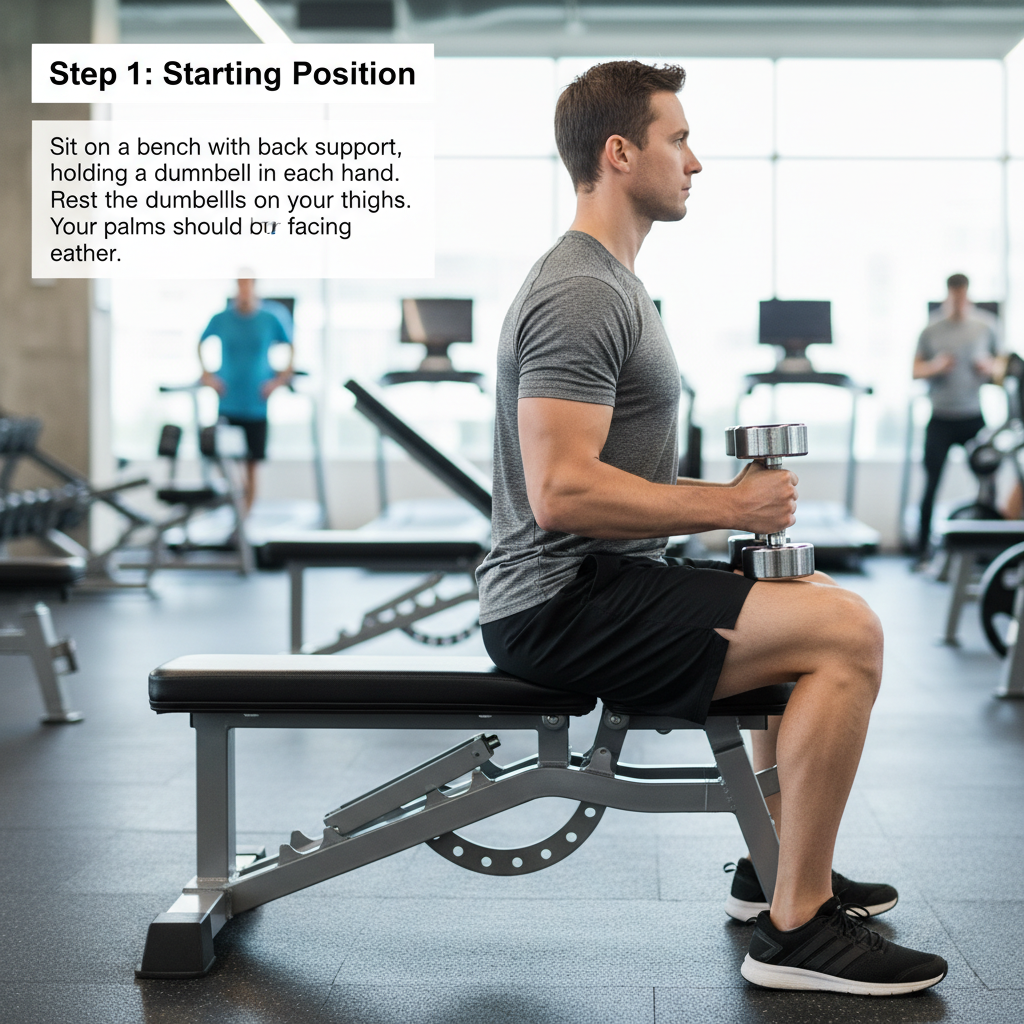 Step 1: Starting Position
Sit on a bench with back support,
holding a dumnbell in each hand.
Rest the dumbellls on your thighs.
Your palms should facing
eather.